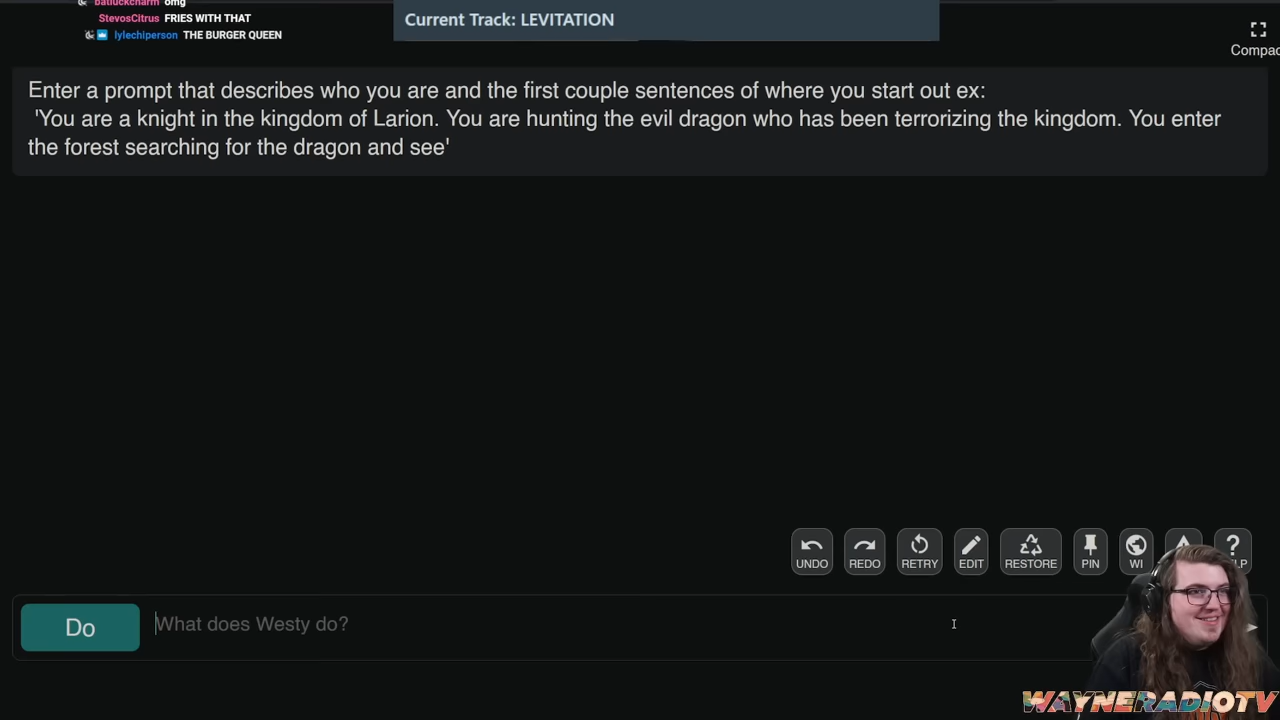 batluckcharm omg
StevosCitrus FRIES WITH THAT
lylechiperson THE BURGER QUEEN
Current Track: LEVITATION
Compac
Enter a prompt that describes who you are and the first couple sentences of where you start out ex:
'You are a knight in the kingdom of Larion. You are hunting the evil dragon who has been terrorizing the kingdom. You enter
the forest searching for the dragon and see'
UNDO REDO RETRY EDIT RESTORE PIN WI LP
Do What does Westy do?
WAYNERADIOTV